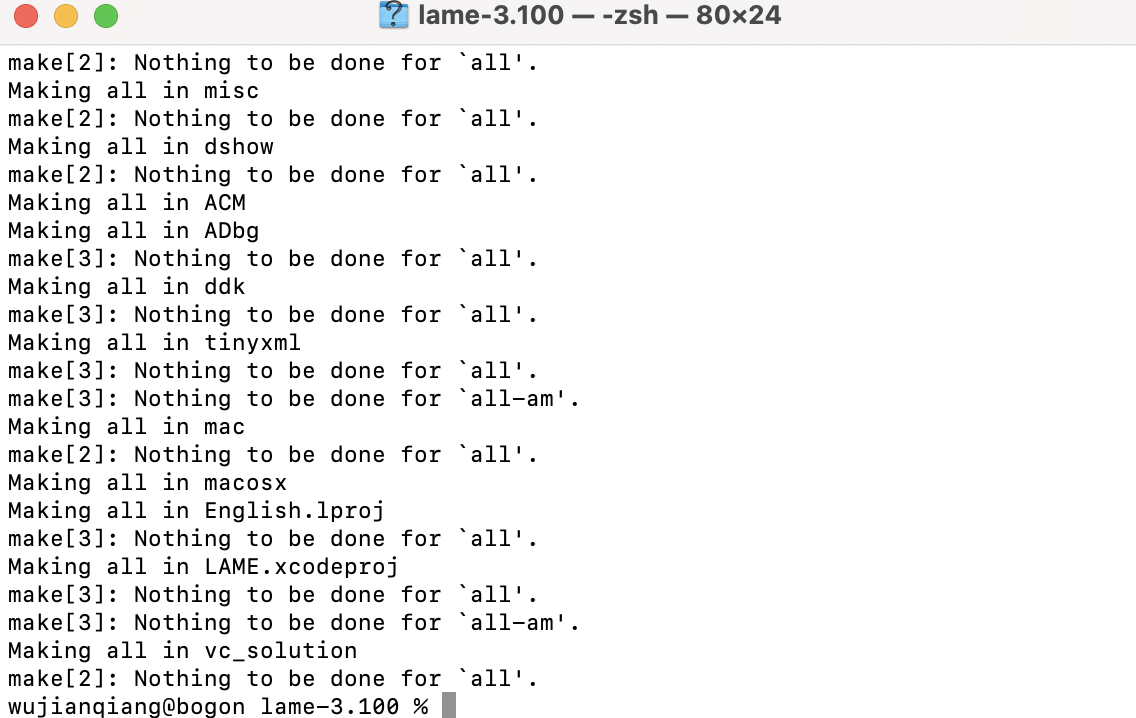 lame-3.100 — -zsh — 80×24
make[2]: Nothing to be done for `all'.
Making all in misc
make[2]: Nothing to be done for `all'.
Making all in dshow
make[2]: Nothing to be done for `all'.
Making all in ACM
Making all in ADbg
make[3]: Nothing to be done for `all'.
Making all in ddk
make[3]: Nothing to be done for `all'.
Making all in tinyxml
make[3]: Nothing to be done for `all'.
make[3]: Nothing to be done for `all-am'.
Making all in mac
make[2]: Nothing to be done for `all'.
Making all in macosx
Making all in English.lproj
make[3]: Nothing to be done for `all'.
Making all in LAME.xcodeproj
make[3]: Nothing to be done for `all'.
make[3]: Nothing to be done for `all-am'.
Making all in vc_solution
make[2]: Nothing to be done for `all'.
wujianqiang@bogon lame-3.100 %